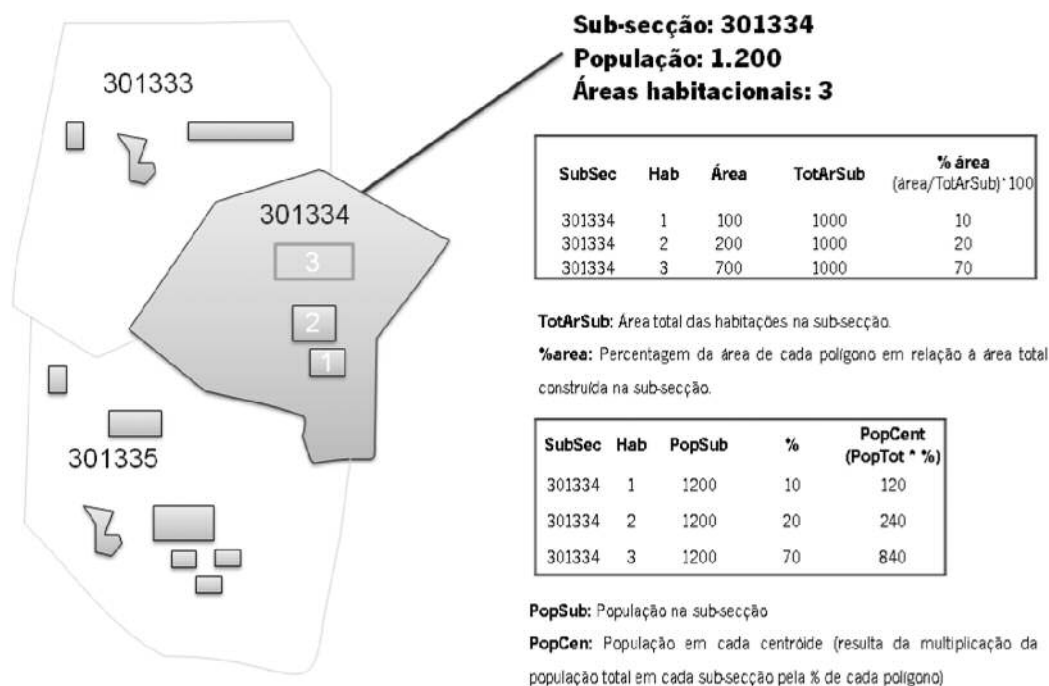 Sub-secção: 301334
População: 1.200
Áreas habitacionais: 3
301333
301334
3
2
1
301335
SubSec Hab Área TotArSub % área (área/TotArSub)*100
301334 1 100 1000 10
301334 2 200 1000 20
301334 3 700 1000 70
TotArSub: Área total das habitações na sub-secção.
%area: Percentagem da área de cada polígono em relação à área total
construída na sub-secção.
SubSec Hab PopSub % PopCent (PopTot * %)
301334 1 1200 10 120
301334 2 1200 20 240
301334 3 1200 70 840
PopSub: População na sub-secção
PopCen: População em cada centróide (resulta da multiplicação da
população total em cada sub-secção pela % de cada polígono)